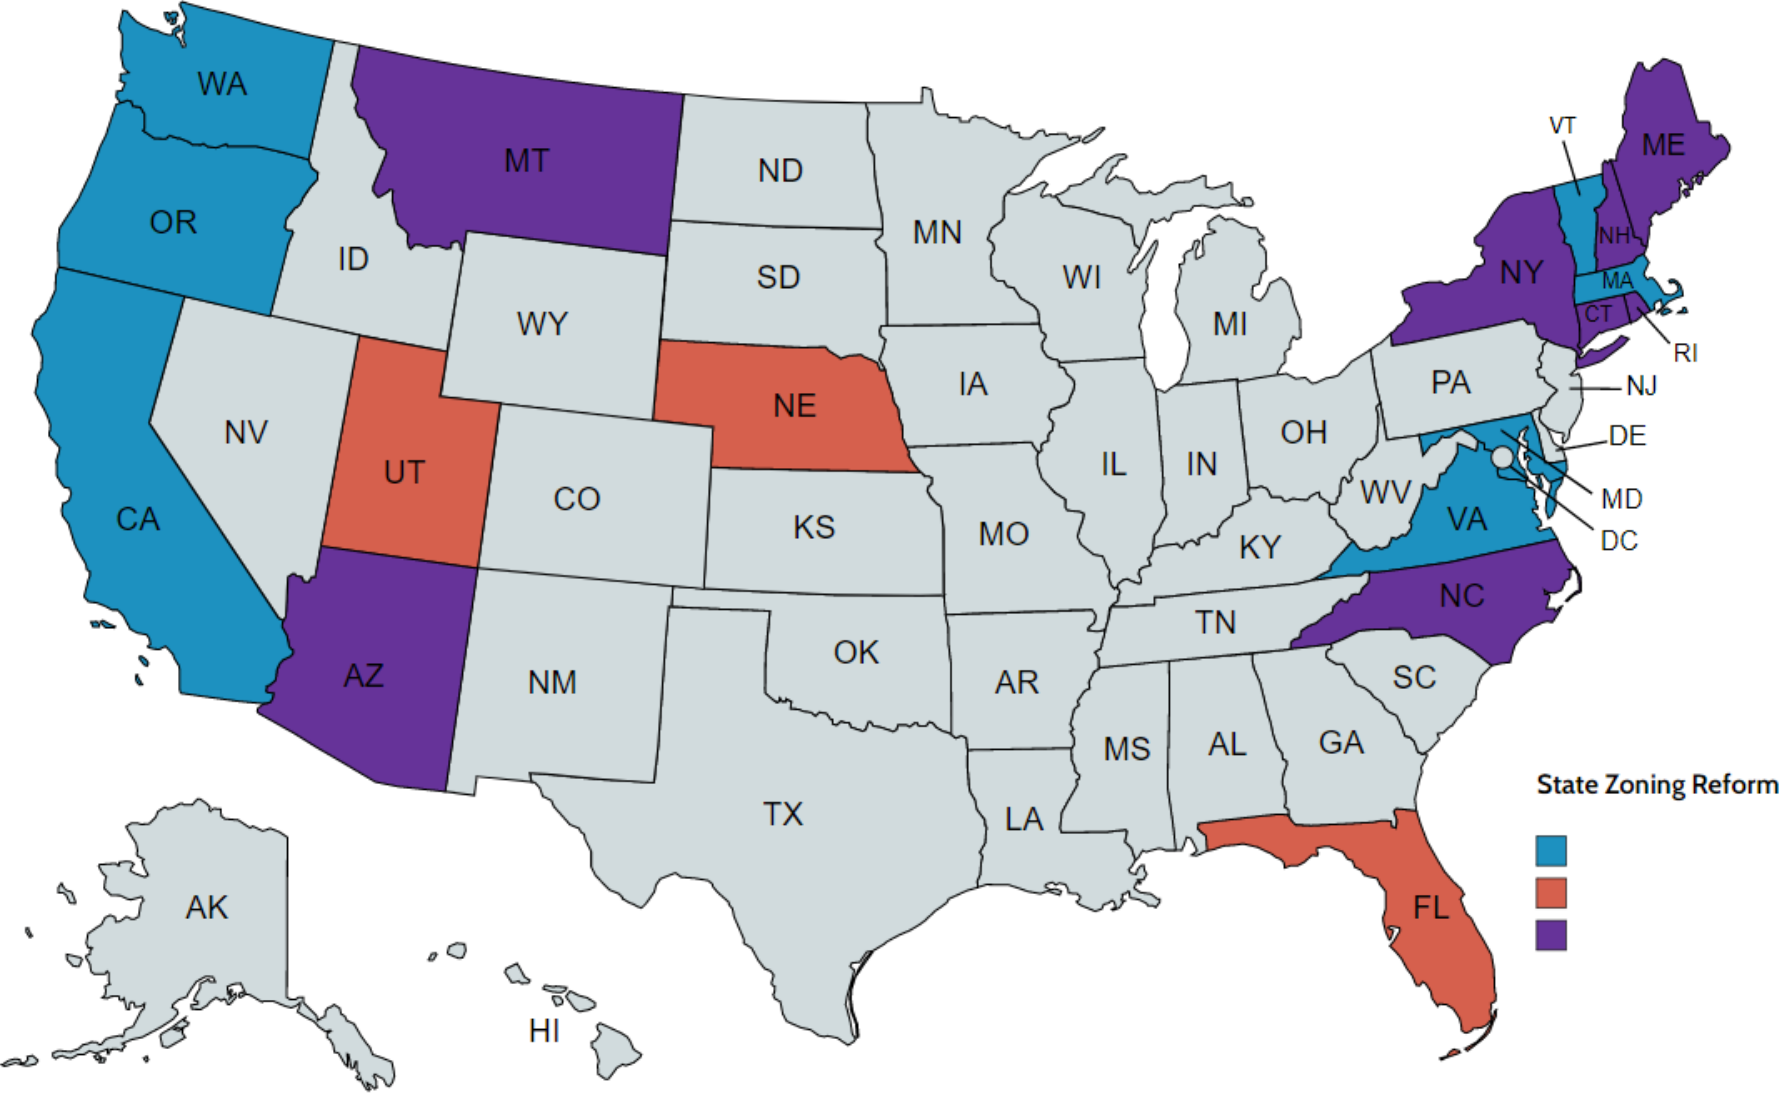 WA
VT
ME
MT
ND
OR
MN
NH
ID
SD
WI
NY
MA
WY
CT
MI
RI
IA
PA
NJ
NE
NV
OH
DE
UT
IL
IN
CO
WV
MD
CA
KS
MO
VA
DC
KY
NC
TN
OK
AZ
NM
AR
SC
MS
AL
GA
State Zoning Reform
TX
LA
AK
FL
HI